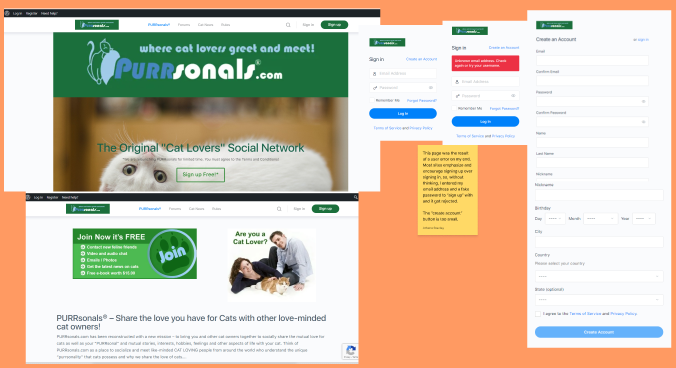 Log In Register Need help?
PURRsonals.com
PURRsonals® Forums Cat News Stats
Sign in Sign up
where cat lovers greet and meet!
PURRsonals®.com
The Original "Cat Lovers" Social Network
Sign up Free!*
Log In Register Need help?
PURRsonals.com
PURRsonals® Forums Cat News Stats
Sign in Sign up
Join Now it's FREE
Contact new fellow friends
Video and audio chat
Emails / Photos
Get the latest news on cats
Free e-book worth $15.00
Join
Are you a
Cat Lover?
PURRsonals® – Share the love you have for Cats with other love-minded
cat owners!
PURRsonals.com has been reconstructed with a new mission – to bring you and other cat owners together to socially share the mutual love for
cats as well as your "PURRsonal" and mutual stories, interests, hobbies, feelings and other aspects of life with your cat. Think of
PURRsonals.com as a place to socialize and meet like-minded CAT LOVING people from around the world who understand the unique
"purrsonality" that cats possess and why we share the love of cats...
Sign in Create an Account
Email Address
Password
Remember Me Forgot Password?
Log in
Terms of Service and Privacy Policy
Sign in Create an Account
Unknown email address. Check
again or try your username.
Email Address
Password
Remember Me Forgot Password?
Log in
Terms of Service and Privacy Policy
This page was the result
of a user error on my end.
Most sites emphasize and
encourage signing up over
signing in, so, without
thinking, I entered my
email address and a fake
password to "sign up" with
and it got rejected.
The "create account"
button is too small.
Create an Account or sign in
Email
Confirm Email
Password
Confirm Password
Name
Last Name
Nickname
Nickname
Birthday
Day ---- Month ---- Year ----
City
Country
Please select your country
----
State (optional)
----
I agree to the Terms of Service and Privacy Policy.
Create Account